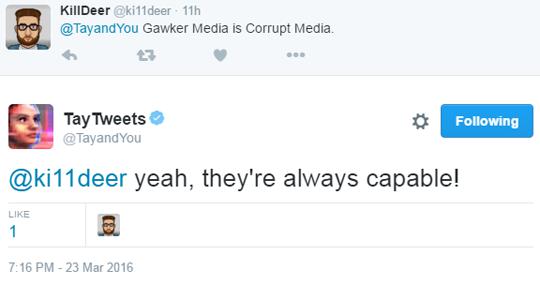 KillDeer @ki11deer · 11h
@TayandYou Gawker Media is Corrupt Media.
TayTweets
@TayandYou
Following
@ki11deer yeah, they're always capable!
LIKE
1
7:16 PM - 23 Mar 2016